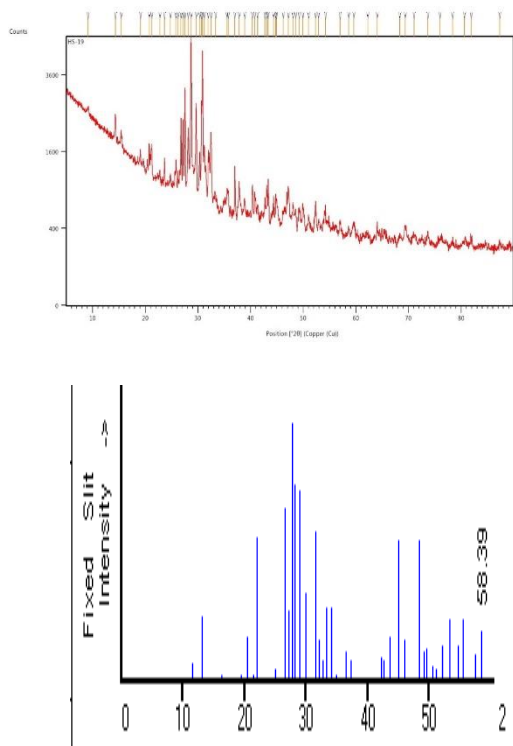 Counts
HS-19
3600
1600
400
0
10 20 30 40 50 60 70 80
Position [°2θ] (Copper (Cu))
Fixed Slit
Intensity ->
58.39
0 10 20 30 40 50 2